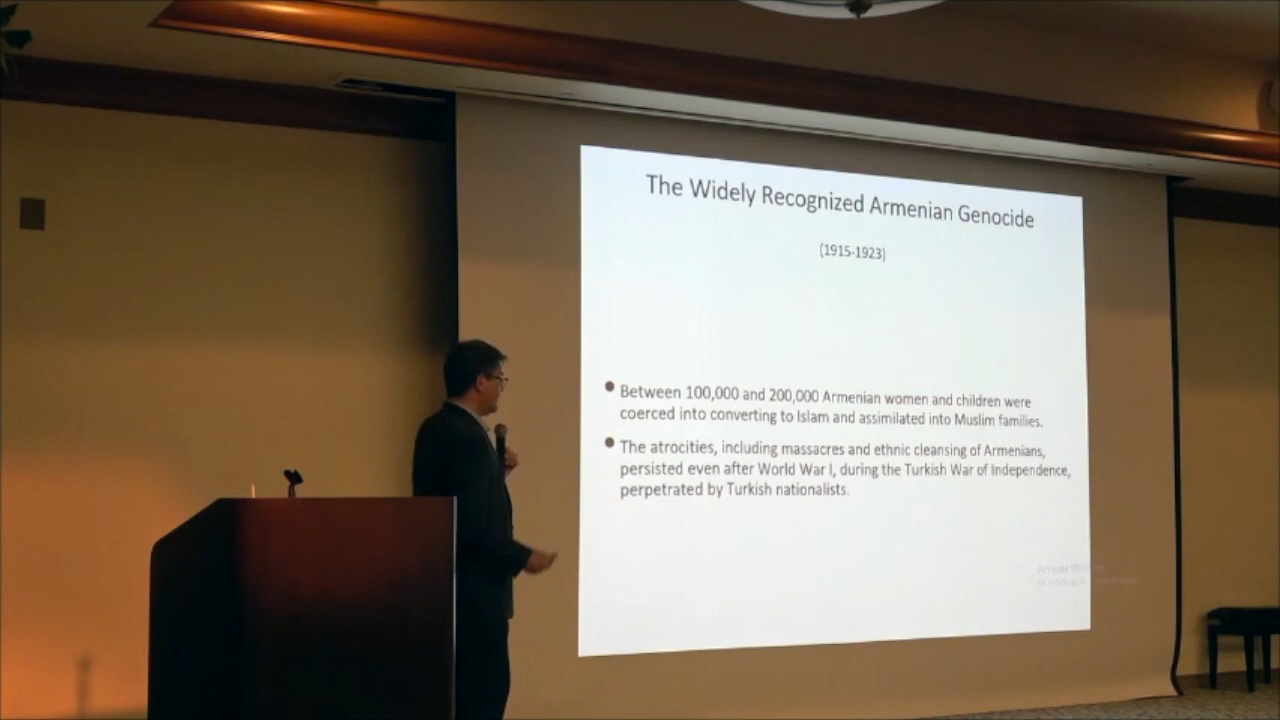 The Widely Recognized Armenian Genocide
(1915-1923)
Between 100,000 and 200,000 Armenian women and children were
coerced into converting to Islam and assimilated into Muslim families.
The atrocities, including massacres and ethnic cleansing of Armenians,
persisted even after World War I, during the Turkish War of Independence,
perpetrated by Turkish nationalists.